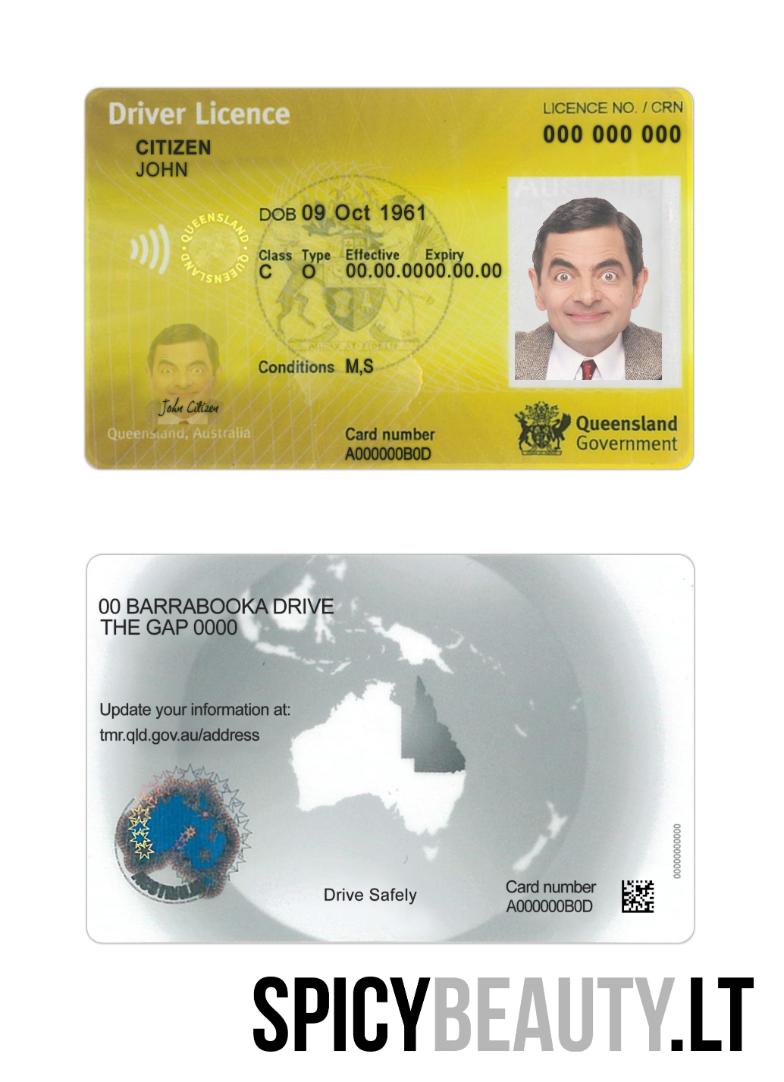 Driver Licence
LICENCE NO. / CRN
CITIZEN
000 000 000
JOHN
DOB 09 Oct 1961
QUEENSLAND · QUEENSLAND · QUEENSLAND
Class Type Effective Expiry
C O 00.00.0000.00.00
Conditions M,S
John Citizen
Queensland, Australia
Card number
A000000B0D
Queensland
Government
00 BARRABOOKA DRIVE
THE GAP 0000
Update your information at:
tmr.qld.gov.au/address
Drive Safely
Card number
A000000B0D
00000000000
SPICYBEAUTY.LT